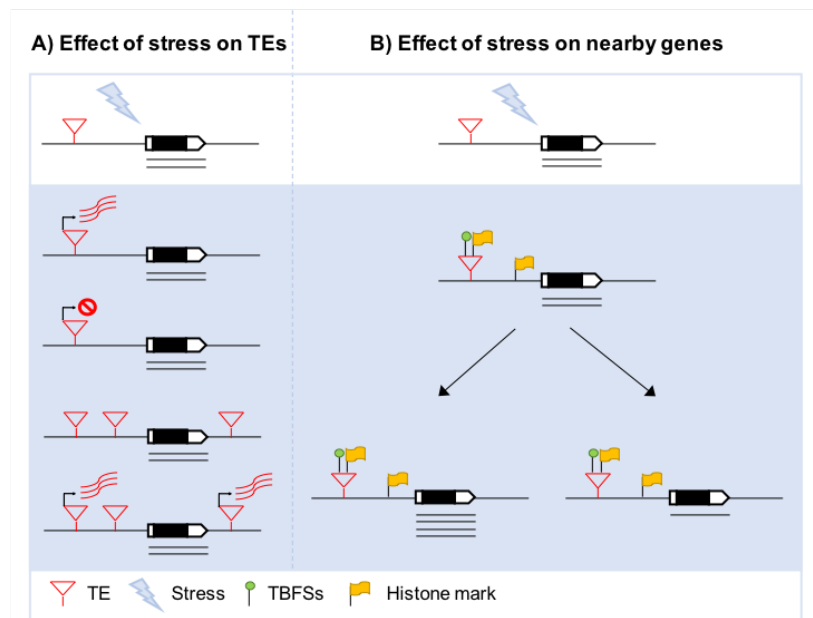 A) Effect of stress on TEs
B) Effect of stress on nearby genes
TE
Stress
TBFSs
Histone mark